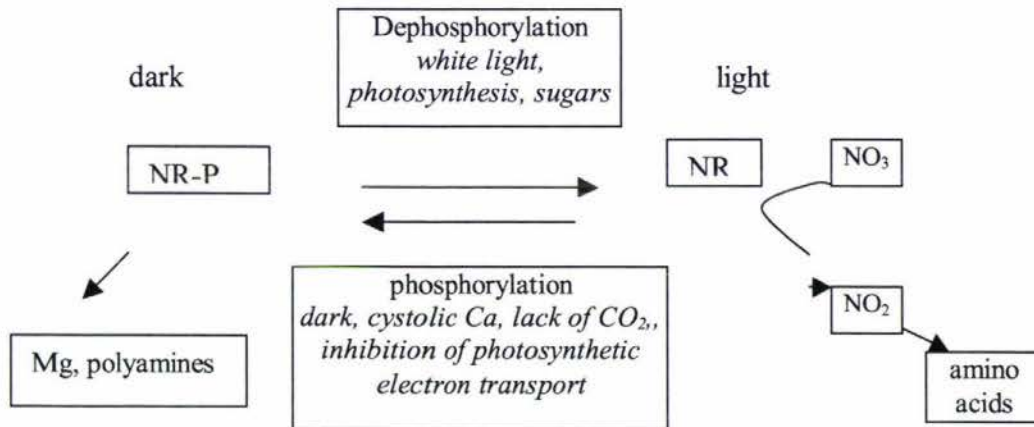 Dephosphorylation
white light,
photosynthesis, sugars
dark
light
NR-P
NR
NO₃
phosphorylation
dark, cystolic Ca, lack of CO₂,,
inhibition of photosynthetic
electron transport
Mg, polyamines
NO₂
amino
acids